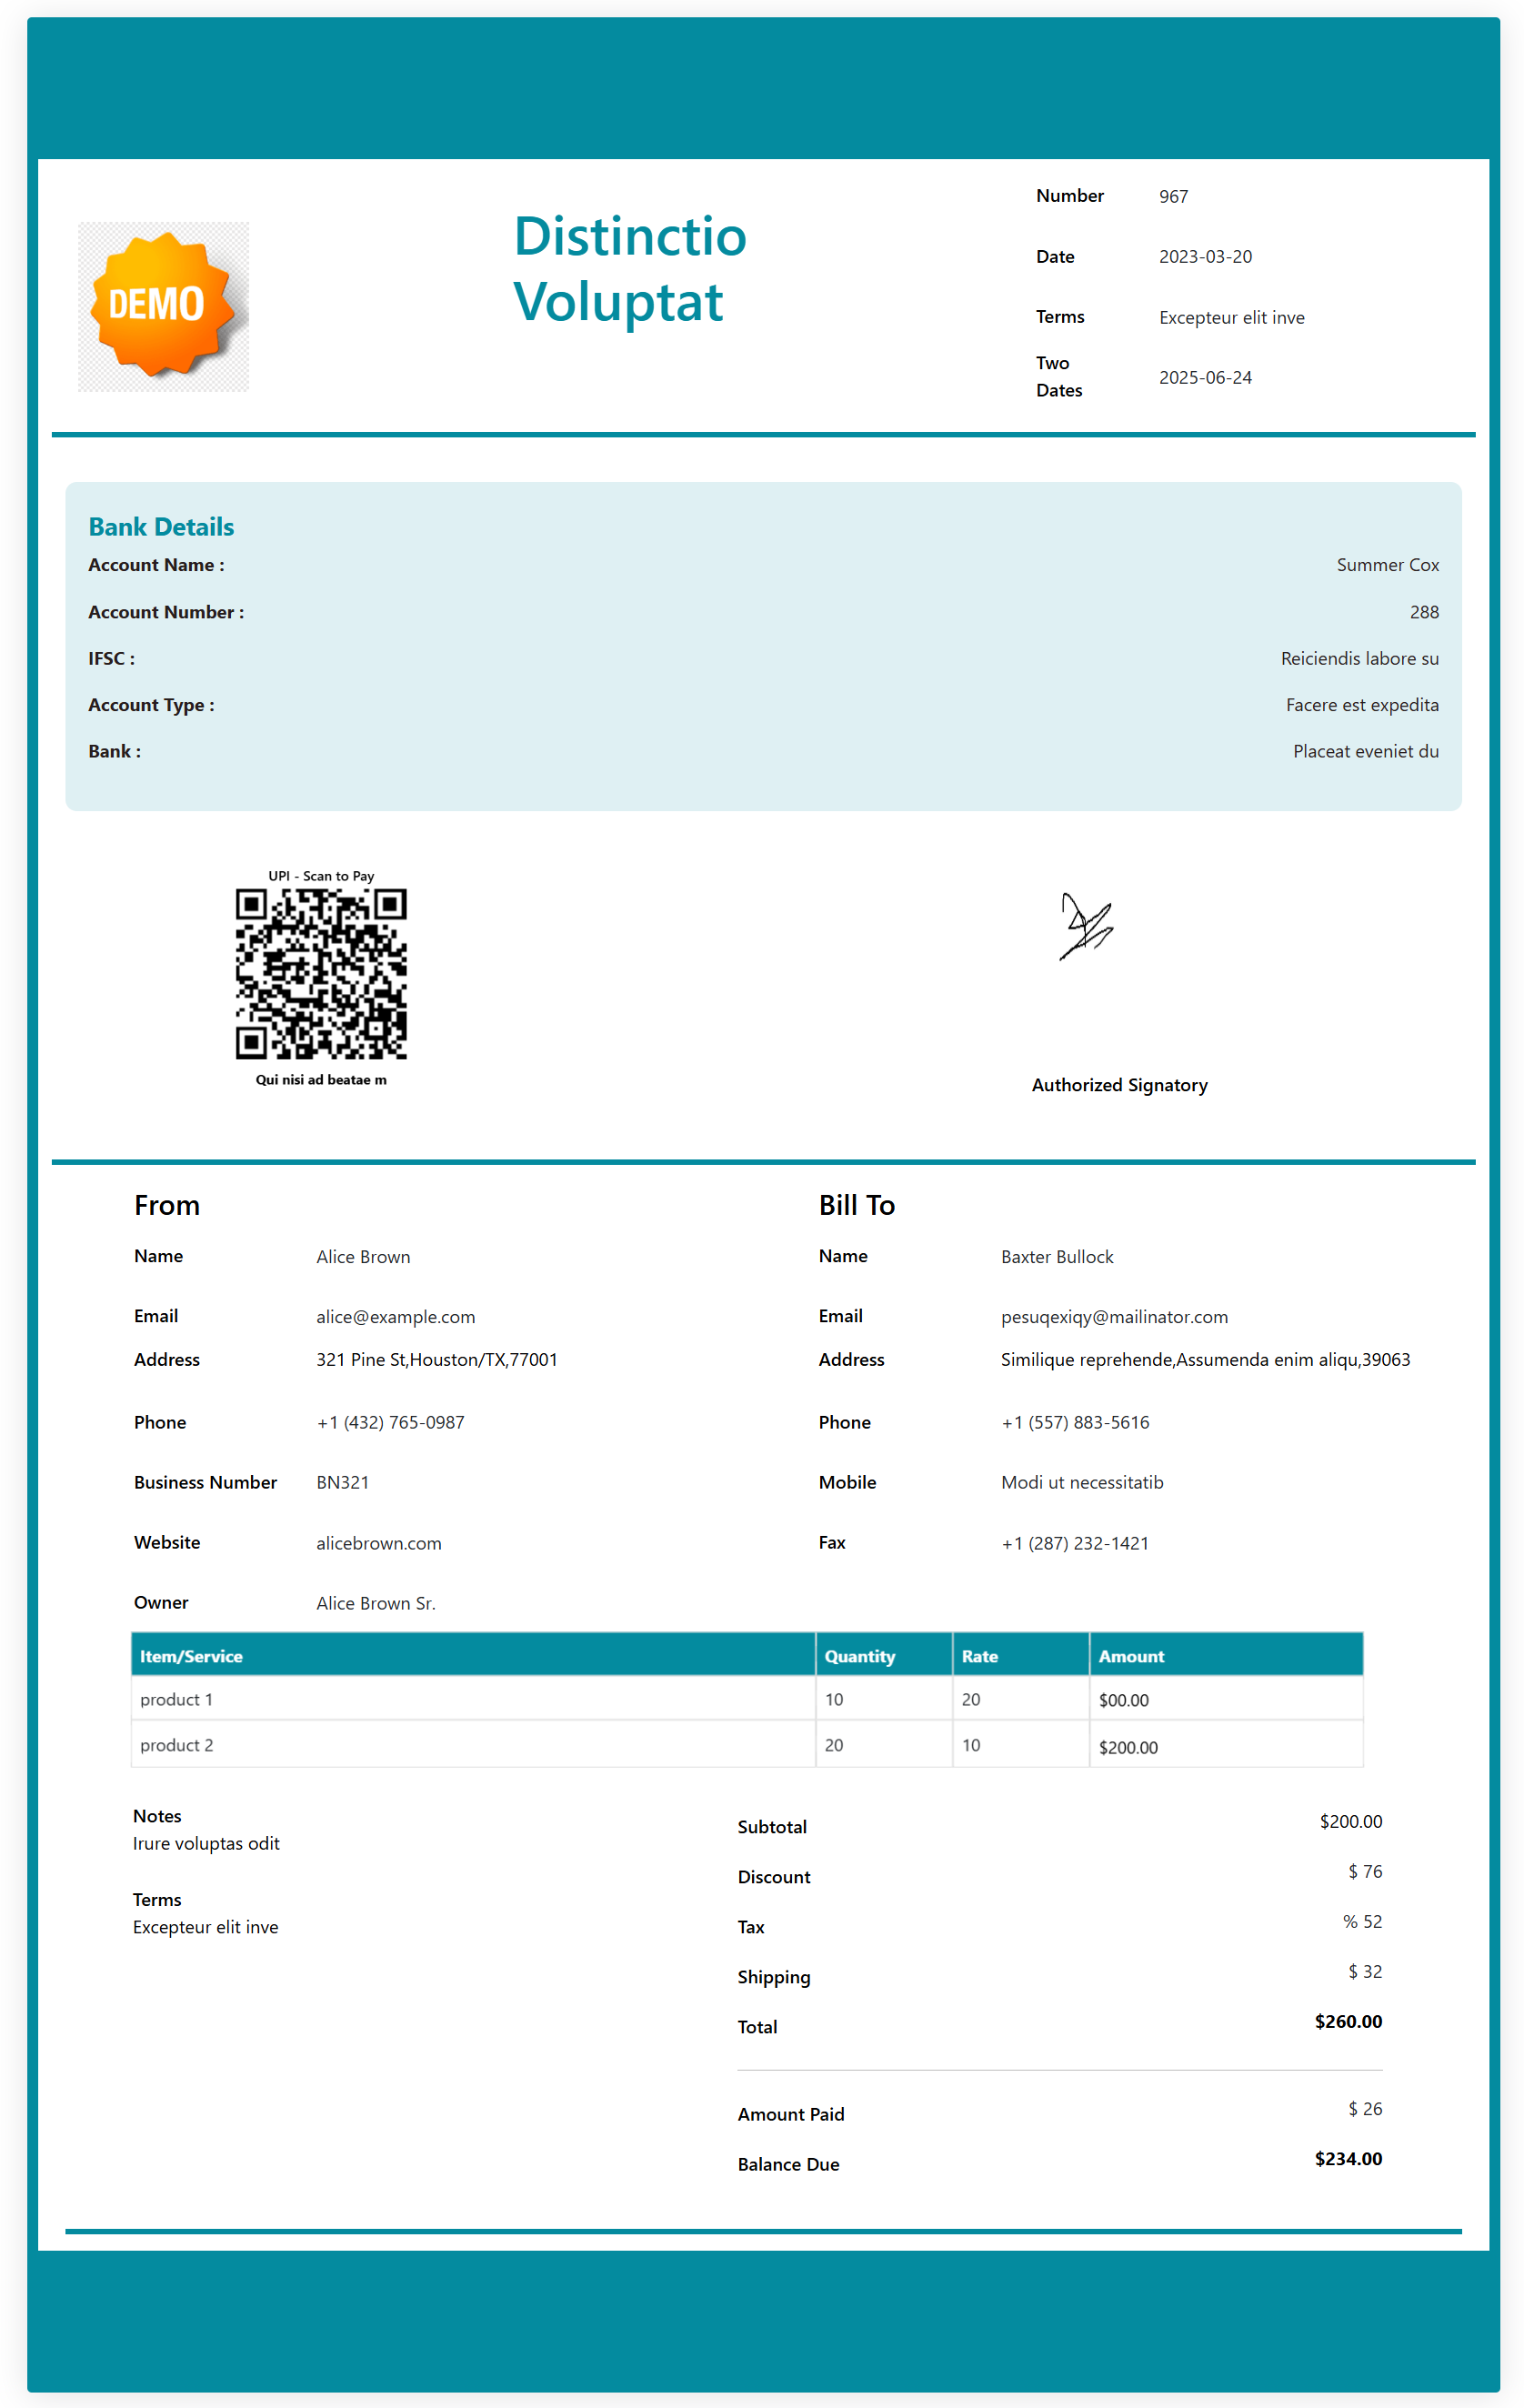 DEMO
Distinctio
Voluptat
Number 967
Date 2023-03-20
Terms Excepteur elit inve
Two Dates 2025-06-24
Bank Details
Account Name : Summer Cox
Account Number : 288
IFSC : Reiciendis labore su
Account Type : Facere est expedita
Bank : Placeat eveniet du
UPI - Scan to Pay
Qui nisi ad beatae m
Authorized Signatory
From
Name Alice Brown
Email alice@example.com
Address 321 Pine St,Houston/TX,77001
Phone +1 (432) 765-0987
Business Number BN321
Website alicebrown.com
Owner Alice Brown Sr.
Bill To
Name Baxter Bullock
Email pesuqexiqy@mailinator.com
Address Similique reprehende,Assumenda enim aliqu,39063
Phone +1 (557) 883-5616
Mobile Modi ut necessitatib
Fax +1 (287) 232-1421
Item/Service Quantity Rate Amount
product 1 10 20 $00.00
product 2 20 10 $200.00
Notes
Irure voluptas odit
Terms
Excepteur elit inve
Subtotal $200.00
Discount $ 76
Tax % 52
Shipping $ 32
Total $260.00
Amount Paid $ 26
Balance Due $234.00